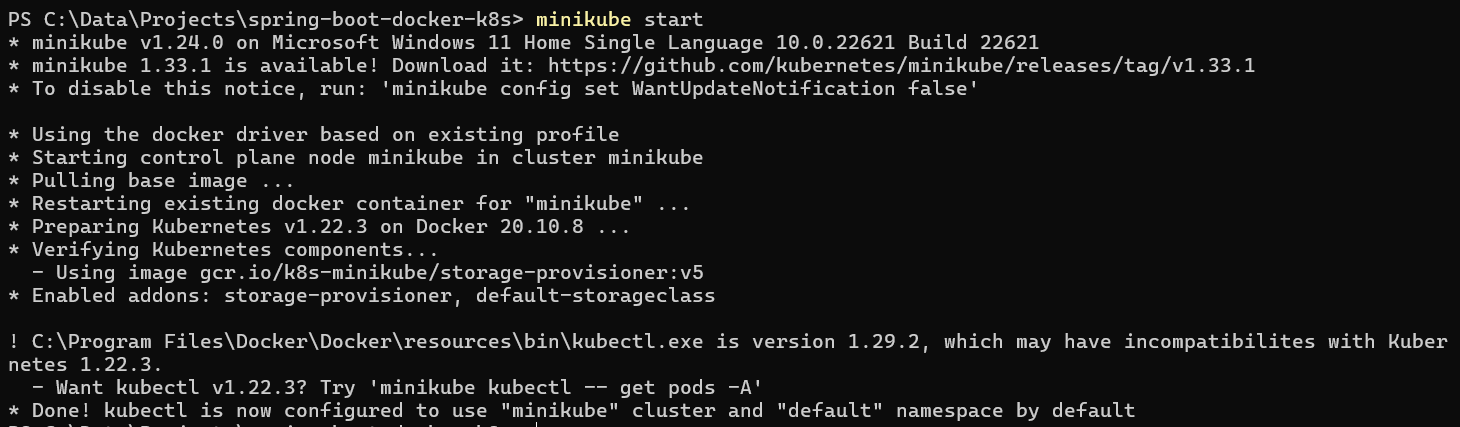 PS C:\Data\Projects\spring-boot-docker-k8s> minikube start
* minikube v1.24.0 on Microsoft Windows 11 Home Single Language 10.0.22621 Build 22621
* minikube 1.33.1 is available! Download it: https://github.com/kubernetes/minikube/releases/tag/v1.33.1
* To disable this notice, run: 'minikube config set WantUpdateNotification false'
* Using the docker driver based on existing profile
* Starting control plane node minikube in cluster minikube
* Pulling base image ...
* Restarting existing docker container for "minikube" ...
* Preparing Kubernetes v1.22.3 on Docker 20.10.8 ...
* Verifying Kubernetes components...
  - Using image gcr.io/k8s-minikube/storage-provisioner:v5
* Enabled addons: storage-provisioner, default-storageclass
! C:\Program Files\Docker\Docker\resources\bin\kubectl.exe is version 1.29.2, which may have incompatibilites with Kuber
netes 1.22.3.
  - Want kubectl v1.22.3? Try 'minikube kubectl -- get pods -A'
* Done! kubectl is now configured to use "minikube" cluster and "default" namespace by default